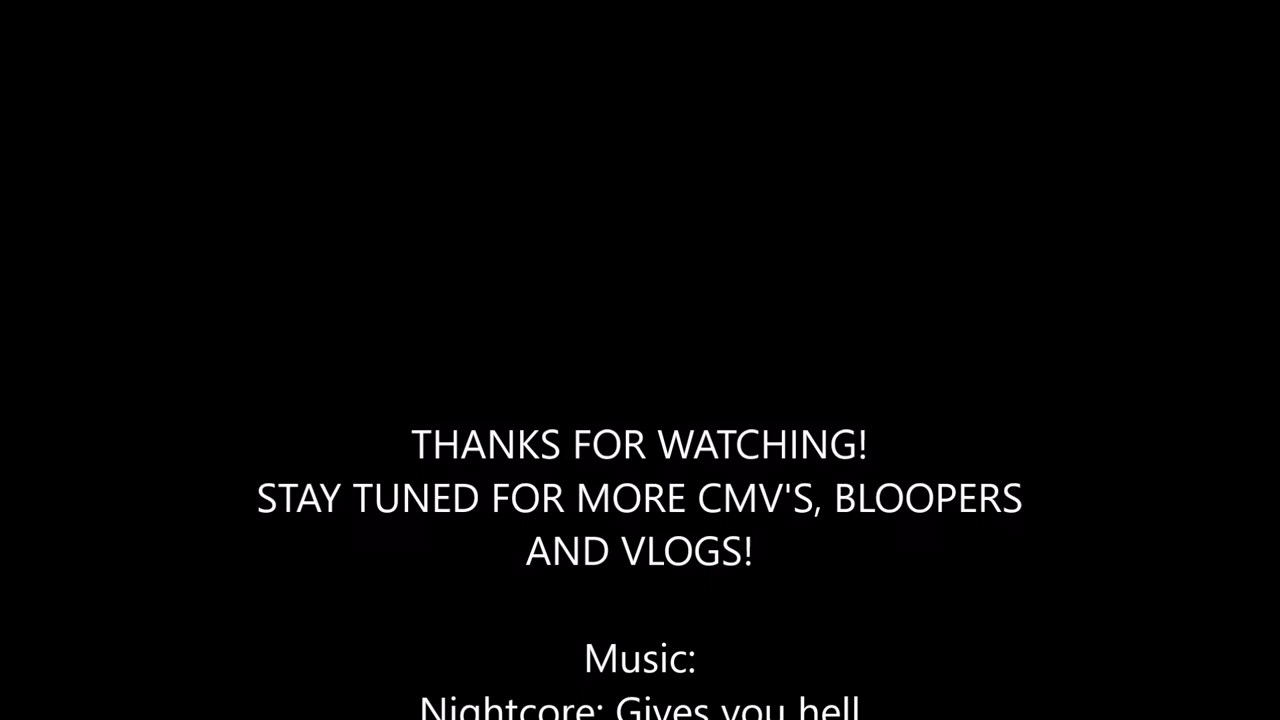 THANKS FOR WATCHING!
STAY TUNED FOR MORE CMV'S, BLOOPERS
AND VLOGS!
Music:
Nightcore: Gives you hell